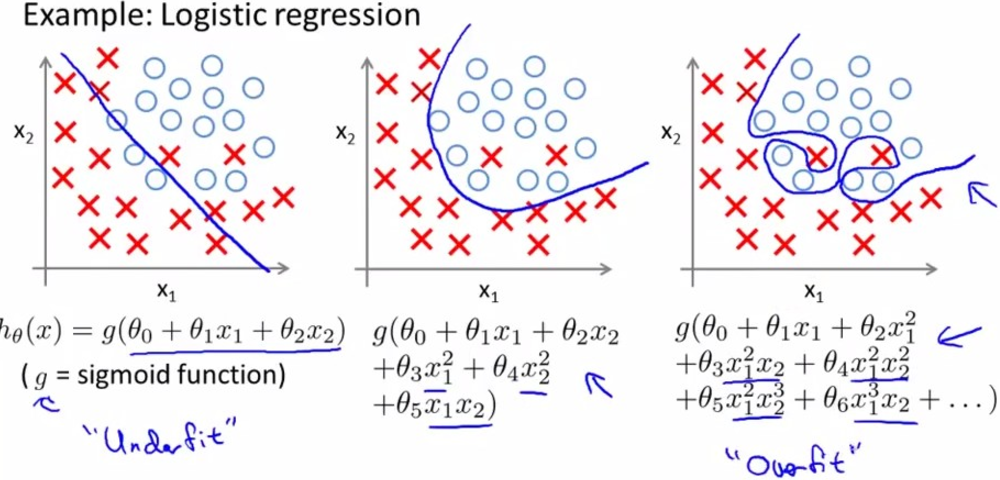 Example: Logistic regression
x₂
x₁
x₂
x₁
x₂
x₁
h_θ(x) = g(θ₀ + θ₁x₁ + θ₂x₂)
(g = sigmoid function)
"Underfit"
g(θ₀ + θ₁x₁ + θ₂x₂
+θ₃x₁² + θ₄x₂²
+θ₅x₁x₂)
g(θ₀ + θ₁x₁ + θ₂x₁²
+θ₃x₁²x₂ + θ₄x₁²x₂²
+θ₅x₁²x₂³ + θ₆x₁³x₂ + ...)
"Overfit"